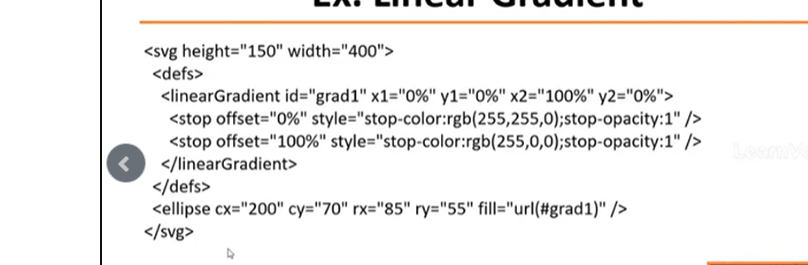 Ex: Linear Gradient
<svg height="150" width="400">
<defs>
<linearGradient id="grad1" x1="0%" y1="0%" x2="100%" y2="0%">
<stop offset="0%" style="stop-color:rgb(255,255,0);stop-opacity:1" />
<stop offset="100%" style="stop-color:rgb(255,0,0);stop-opacity:1" />
</linearGradient>
</defs>
<ellipse cx="200" cy="70" rx="85" ry="55" fill="url(#grad1)" />
</svg>